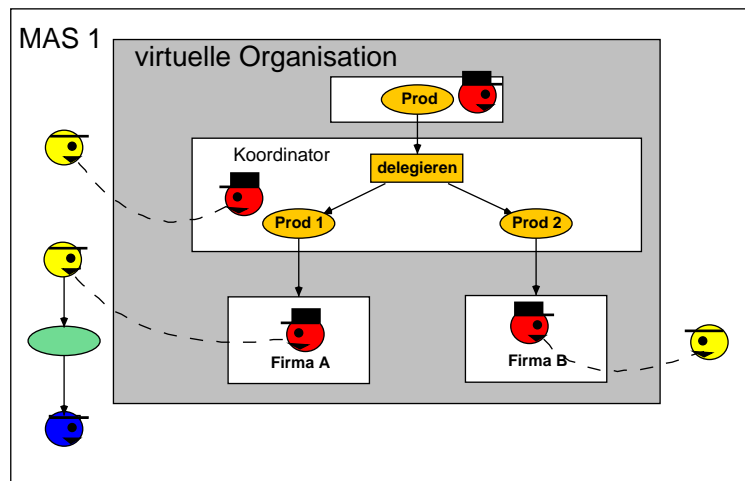 MAS 1
virtuelle Organisation
Prod
Koordinator
delegieren
Prod 1
Prod 2
Firma A
Firma B